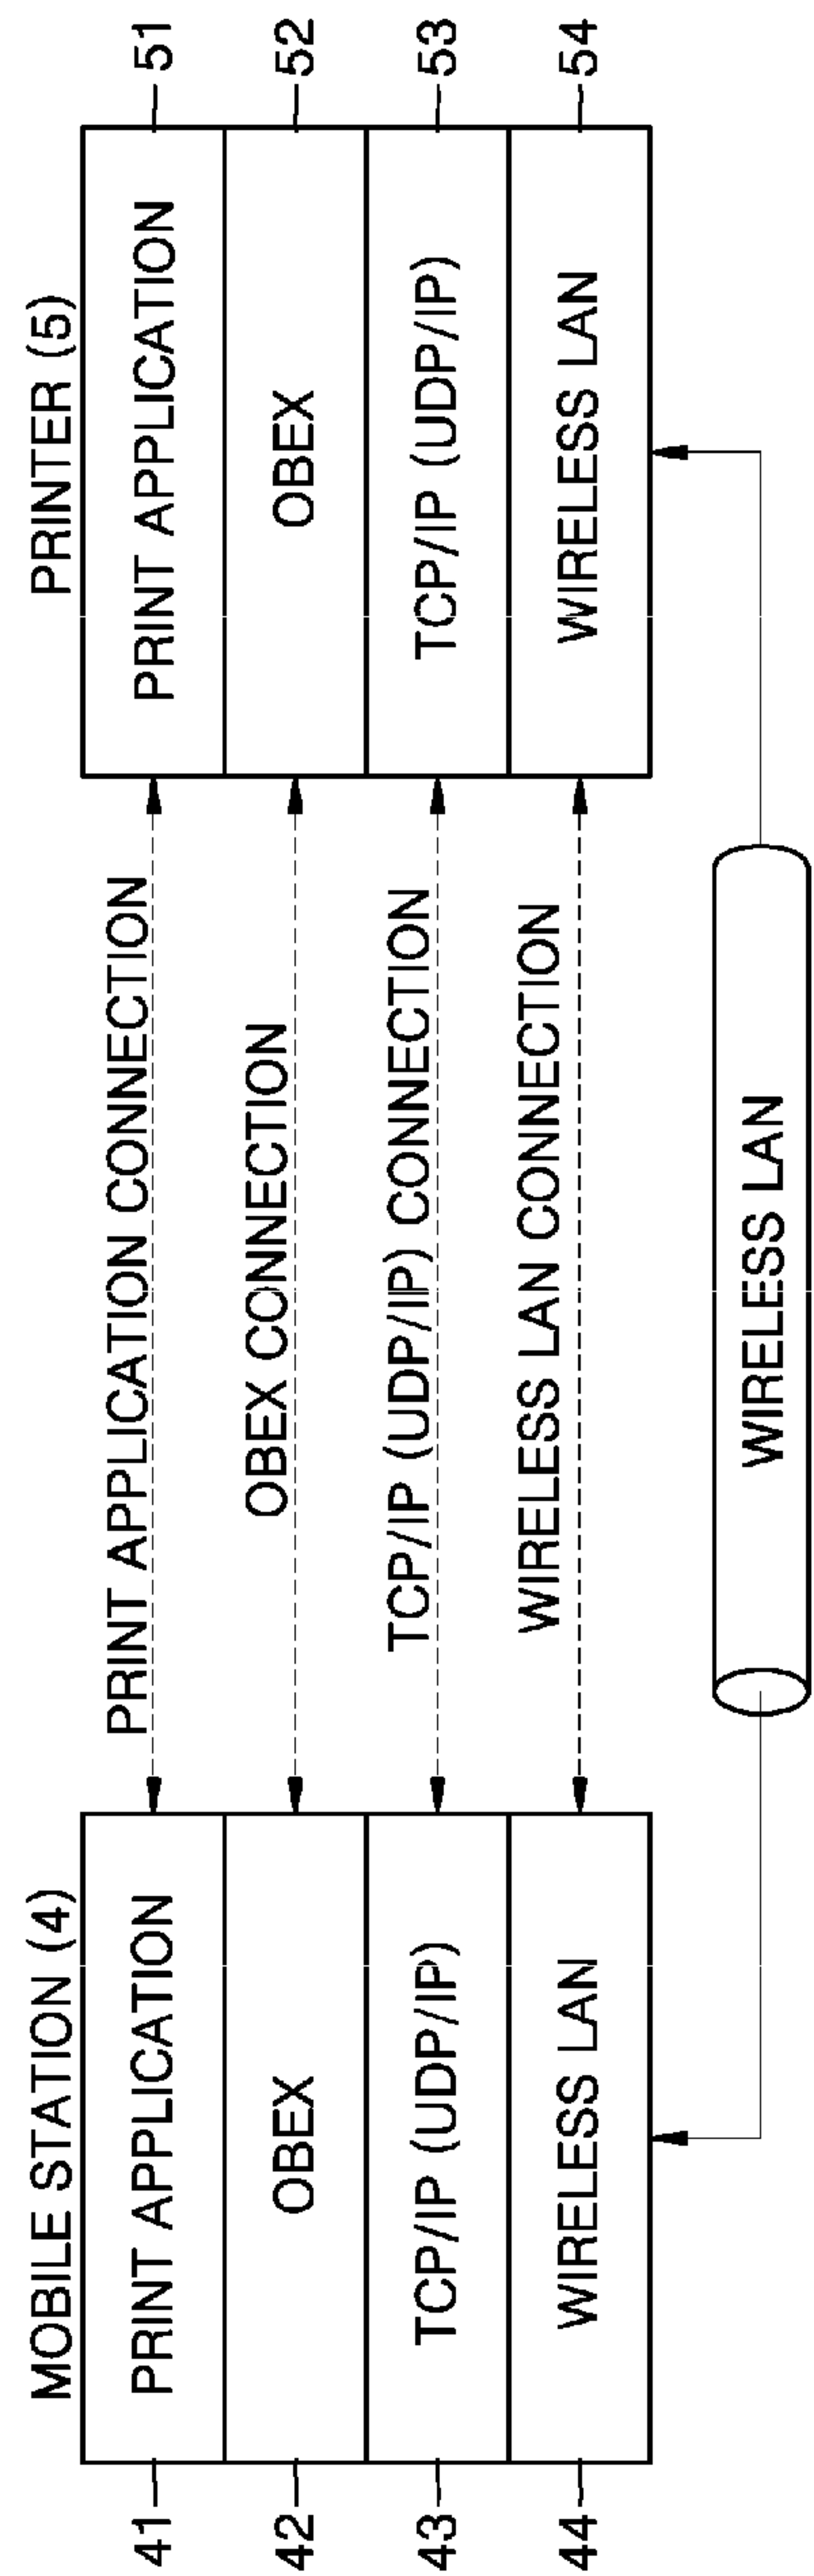 MOBILE STATION (4)
PRINTER (5)
41
PRINT APPLICATION
PRINT APPLICATION CONNECTION
PRINT APPLICATION
51
42
OBEX
OBEX CONNECTION
OBEX
52
43
TCP/IP (UDP/IP)
TCP/IP (UDP/IP) CONNECTION
TCP/IP (UDP/IP)
53
44
WIRELESS LAN
WIRELESS LAN CONNECTION
WIRELESS LAN
54
WIRELESS LAN